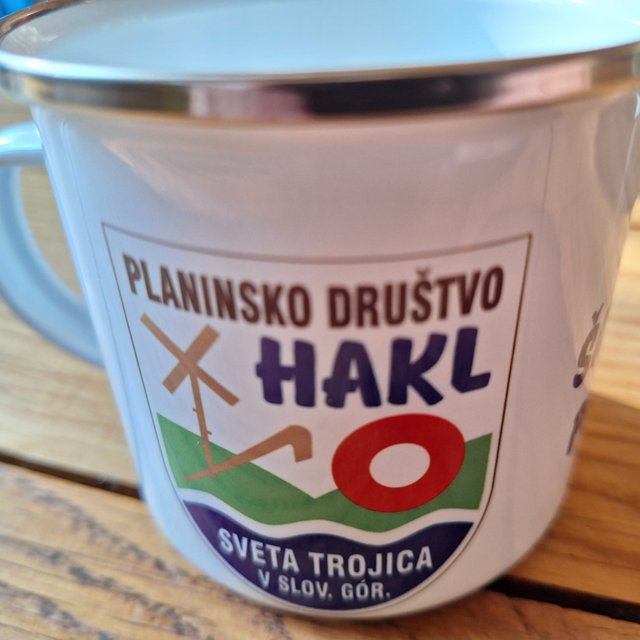 PLANINSKO DRUŠTVO
HAKL
SVETA TROJICA
V SLOV. GÓR.